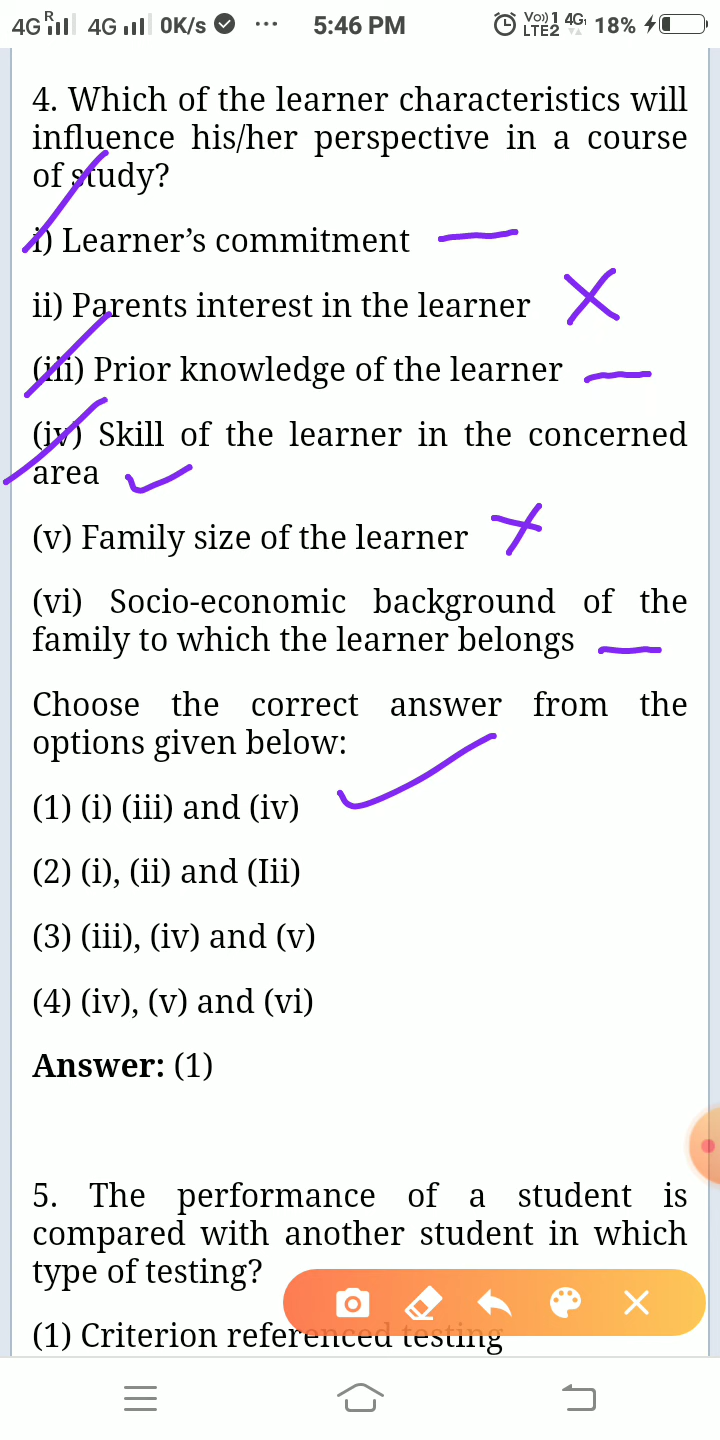 4G R 4G 0K/s ... 5:46 PM Vo)) 1 4G LTE2 18%
4. Which of the learner characteristics will
influence his/her perspective in a course
of study?
i) Learner’s commitment
ii) Parents interest in the learner
(iii) Prior knowledge of the learner
(iv) Skill of the learner in the concerned
area
(v) Family size of the learner
(vi) Socio-economic background of the
family to which the learner belongs
Choose the correct answer from the
options given below:
(1) (i) (iii) and (iv)
(2) (i), (ii) and (Iii)
(3) (iii), (iv) and (v)
(4) (iv), (v) and (vi)
Answer: (1)
5. The performance of a student is
compared with another student in which
type of testing?
(1) Criterion referenced testing